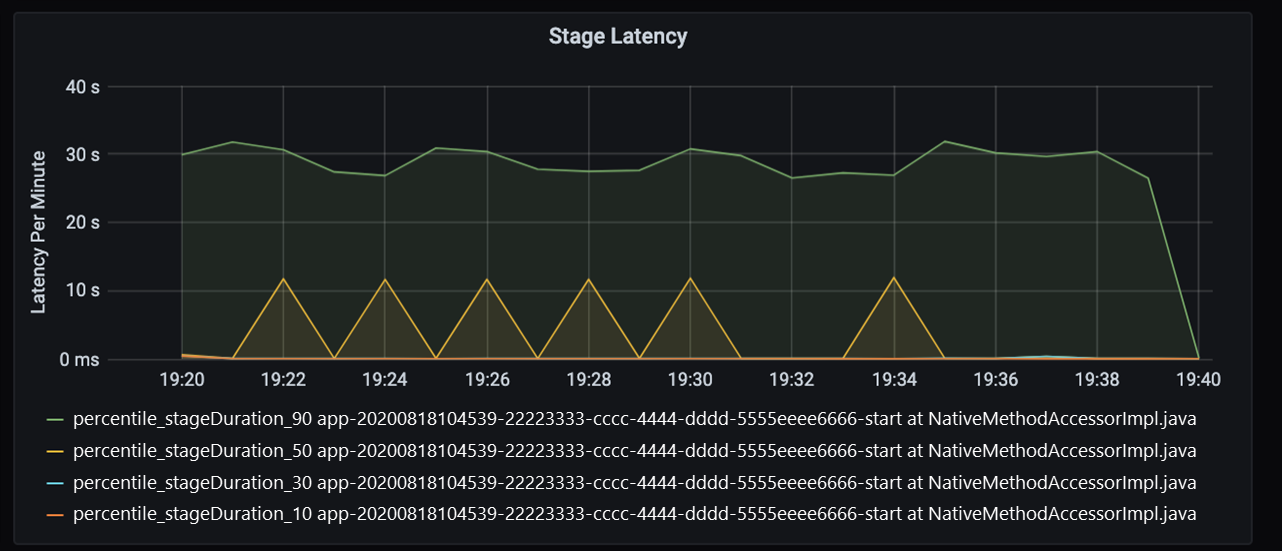 Stage Latency
Latency Per Minute
40 s
30 s
20 s
10 s
0 ms
19:20 19:22 19:24 19:26 19:28 19:30 19:32 19:34 19:36 19:38 19:40
percentile_stageDuration_90 app-20200818104539-22223333-cccc-4444-dddd-5555eeee6666-start at NativeMethodAccessorImpl.java
percentile_stageDuration_50 app-20200818104539-22223333-cccc-4444-dddd-5555eeee6666-start at NativeMethodAccessorImpl.java
percentile_stageDuration_30 app-20200818104539-22223333-cccc-4444-dddd-5555eeee6666-start at NativeMethodAccessorImpl.java
percentile_stageDuration_10 app-20200818104539-22223333-cccc-4444-dddd-5555eeee6666-start at NativeMethodAccessorImpl.java